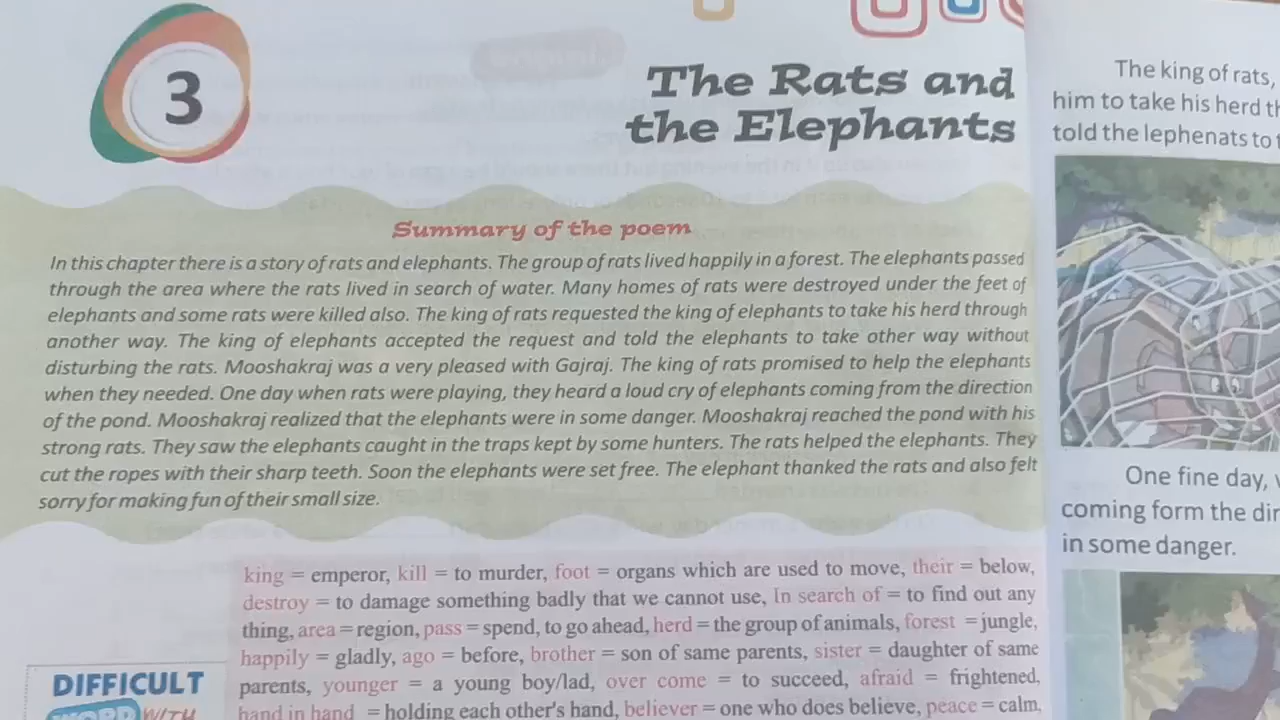 3
The Rats and
the Elephants
Summary of the poem
In this chapter there is a story of rats and elephants. The group of rats lived happily in a forest. The elephants passed
through the area where the rats lived in search of water. Many homes of rats were destroyed under the feet of
elephants and some rats were killed also. The king of rats requested the king of elephants to take his herd through
another way. The king of elephants accepted the request and told the elephants to take other way without
disturbing the rats. Mooshakraj was a very pleased with Gajraj. The king of rats promised to help the elephants
when they needed. One day when rats were playing, they heard a loud cry of elephants coming from the direction
of the pond. Mooshakraj realized that the elephants were in some danger. Mooshakraj reached the pond with his
strong rats. They saw the elephants caught in the traps kept by some hunters. The rats helped the elephants. They
cut the ropes with their sharp teeth. Soon the elephants were set free. The elephant thanked the rats and also felt
sorry for making fun of their small size.
king = emperor, kill = to murder, foot = organs which are used to move, their = below,
destroy = to damage something badly that we cannot use, In search of = to find out any
thing, area = region, pass = spend, to go ahead, herd = the group of animals, forest = jungle,
happily = gladly, ago = before, brother = son of same parents, sister = daughter of same
parents, younger = a young boy/lad, over come = to succeed, afraid = frightened,
hand in hand = holding each other's hand, believer = one who does believe, peace = calm,
DIFFICULT
WORD WITH
The king of rats,
him to take his herd
told the lephenats to
One fine day,
coming form the
in some danger.